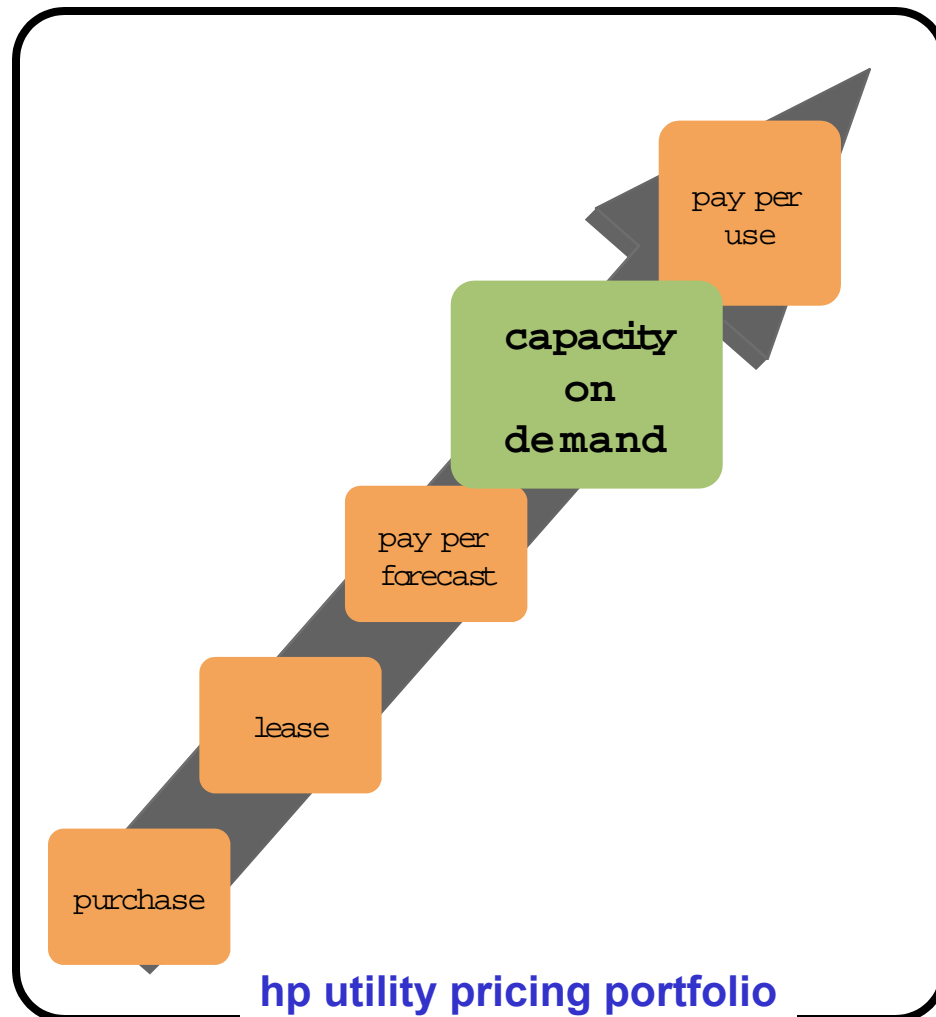 pay per
use
capacity
on
demand
pay per
forecast
lease
purchase
hp utility pricing portfolio